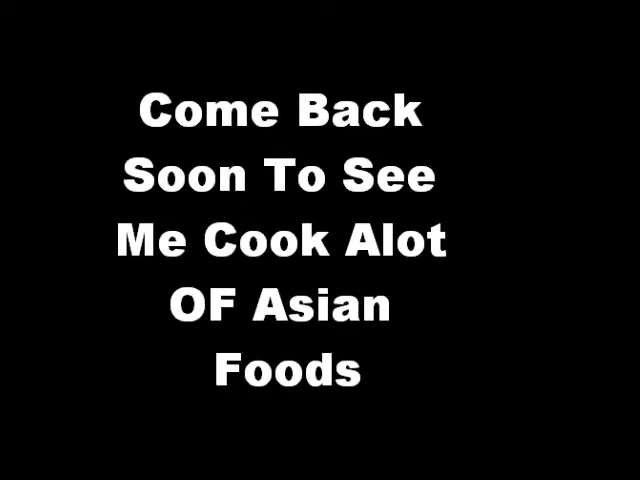 Come Back
Soon To See
Me Cook Alot
OF Asian
Foods